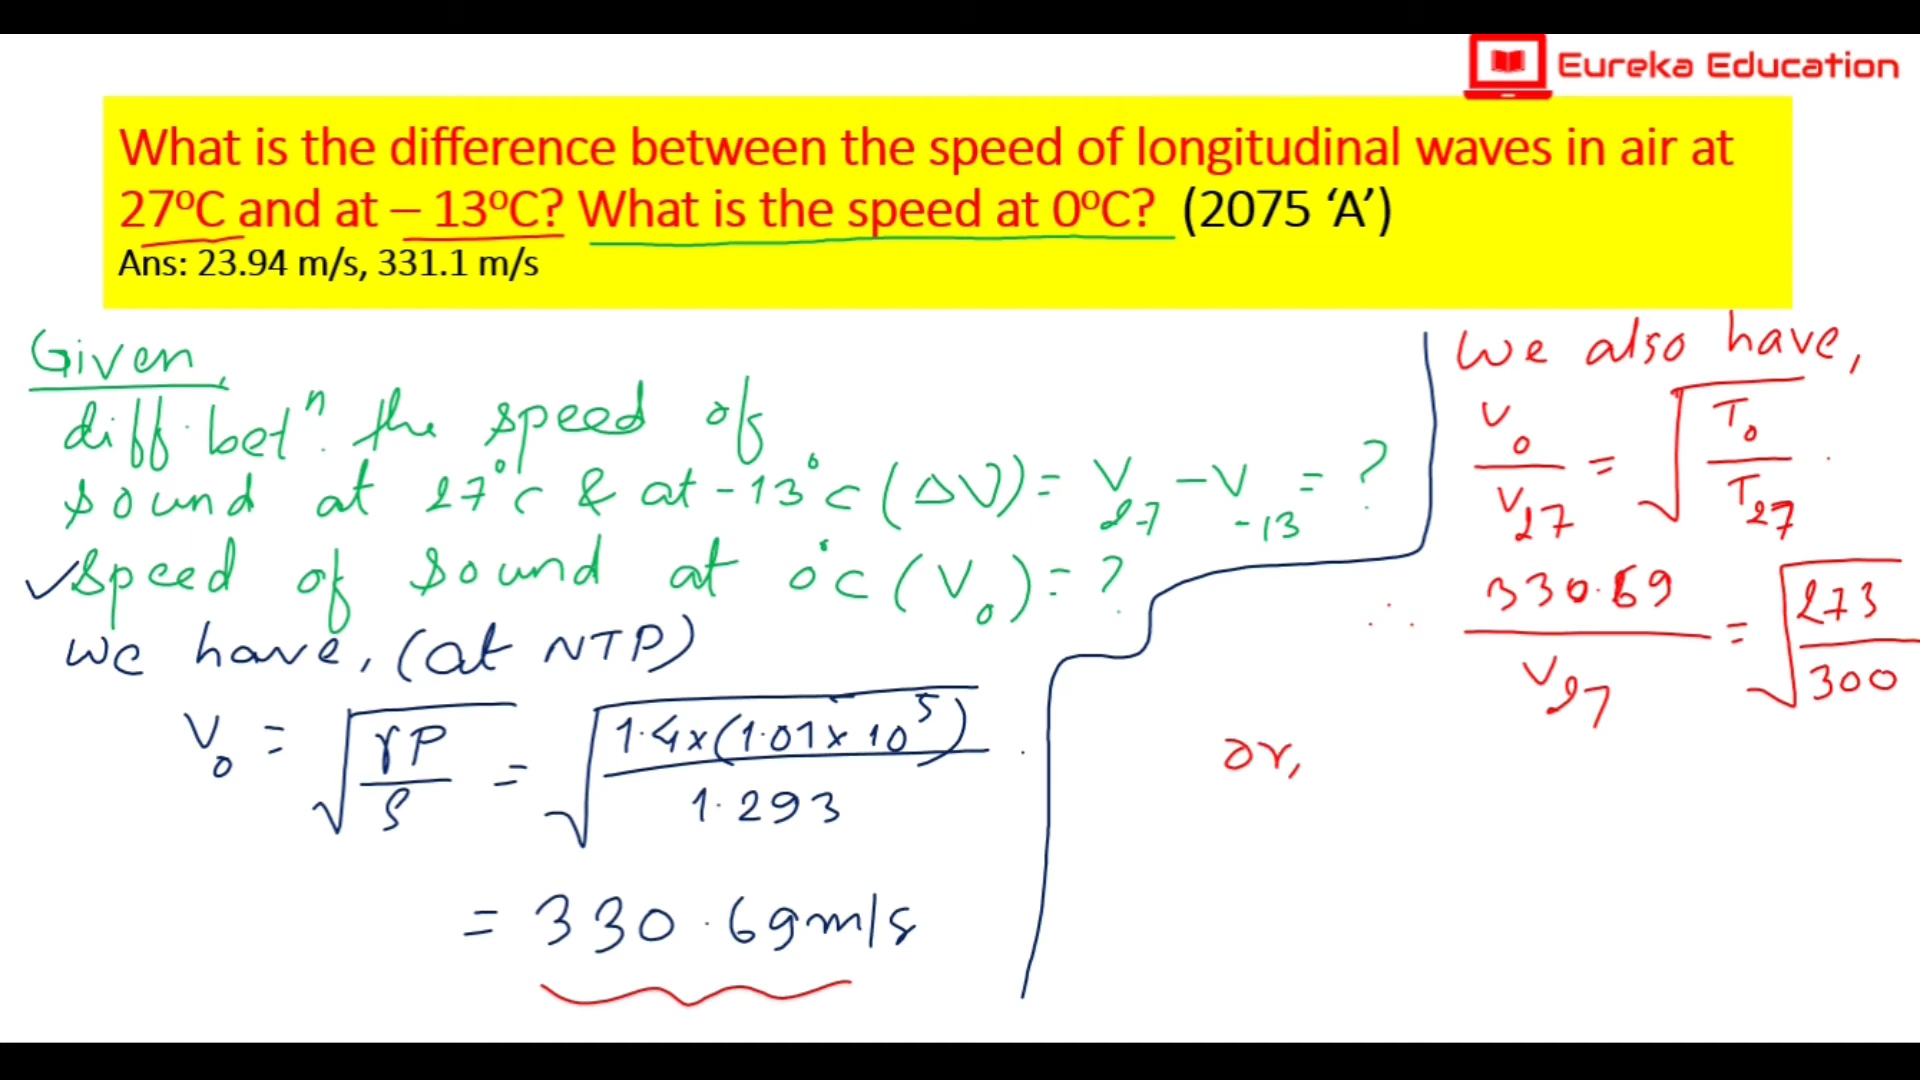 Eureka Education
What is the difference between the speed of longitudinal waves in air at
27°C and at – 13°C? What is the speed at 0°C? (2075 ‘A’)
Ans: 23.94 m/s, 331.1 m/s
Given,
diff. betⁿ. the speed of
sound at 27°C & at -13°C (ΔV) = V₂₇ - V₋₁₃ = ?
✓speed of sound at 0°C (V₀) = ?
we have, (at NTP)
V₀ = √(γP/ρ) = √(1.4×(1.01×10⁵)/1.293)
= 330.69m/s
we also have,
V₀/V₂₇ = √(T₀/T₂₇)
∴ 330.69/V₂₇ = √(273/300)
or,